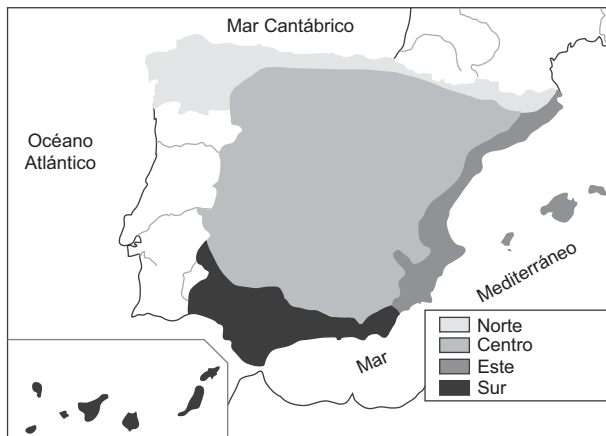 Mar Cantábrico
Océano
Atlántico
Mediterráneo
Mar
Norte
Centro
Este
Sur